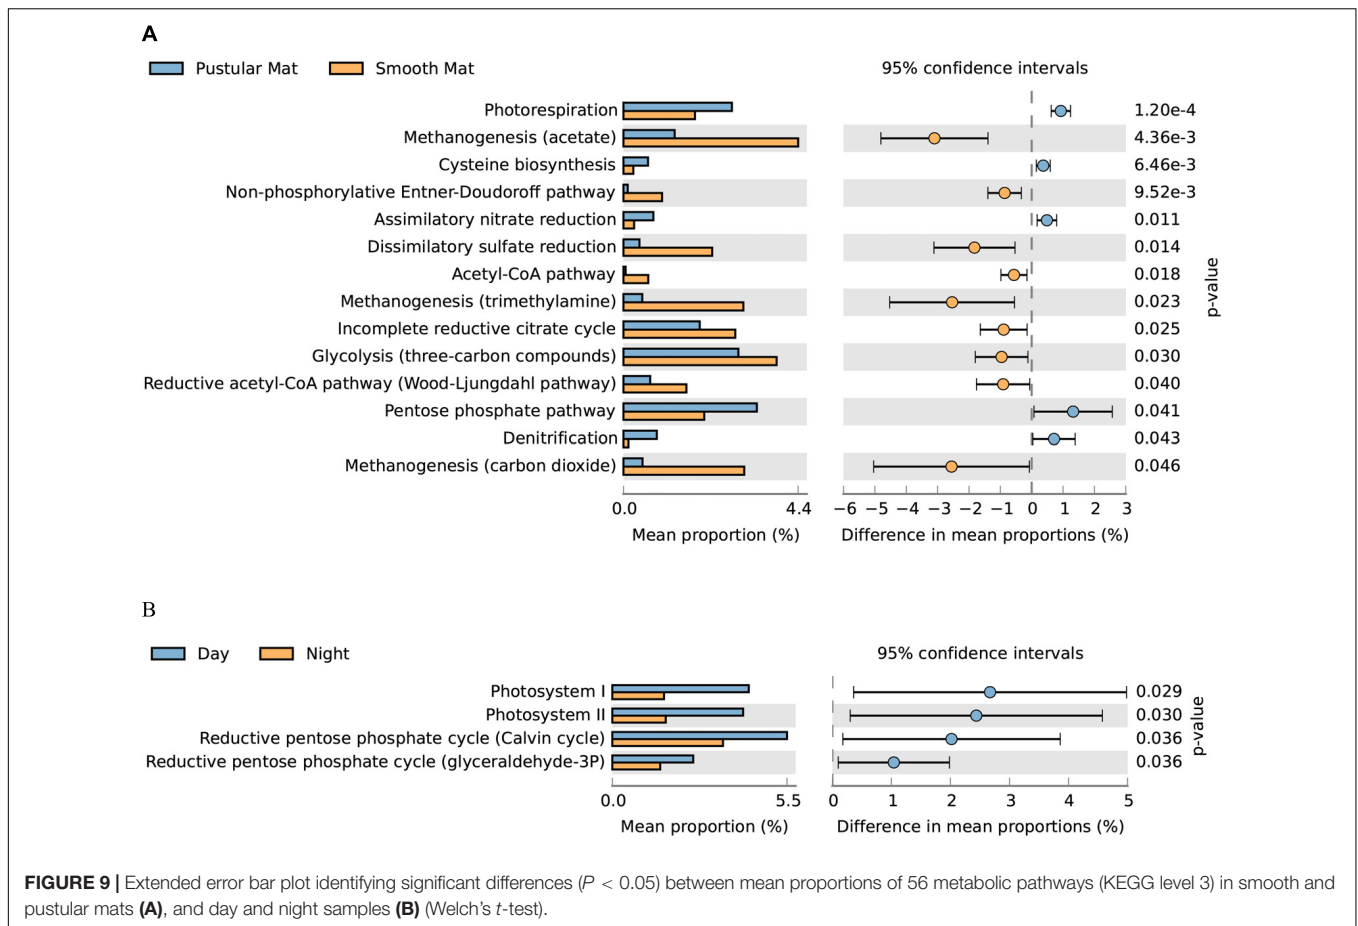 A
Pustular Mat Smooth Mat 95% confidence intervals
Photorespiration 1.20e-4
Methanogenesis (acetate) 4.36e-3
Cysteine biosynthesis 6.46e-3
Non-phosphorylative Entner-Doudoroff pathway 9.52e-3
Assimilatory nitrate reduction 0.011
Dissimilatory sulfate reduction 0.014
Acetyl-CoA pathway 0.018
Methanogenesis (trimethylamine) 0.023
Incomplete reductive citrate cycle 0.025
Glycolysis (three-carbon compounds) 0.030
Reductive acetyl-CoA pathway (Wood-Ljungdahl pathway) 0.040
Pentose phosphate pathway 0.041
Denitrification 0.043
Methanogenesis (carbon dioxide) 0.046
p-value
0.0 4.4 −6 −5 −4 −3 −2 −1 0 1 2 3
Mean proportion (%) Difference in mean proportions (%)
B
Day Night 95% confidence intervals
Photosystem I 0.029
Photosystem II 0.030
Reductive pentose phosphate cycle (Calvin cycle) 0.036
Reductive pentose phosphate cycle (glyceraldehyde-3P) 0.036
p-value
0.0 5.5 0 1 2 3 4 5
Mean proportion (%) Difference in mean proportions (%)
FIGURE 9 | Extended error bar plot identifying significant differences (P < 0.05) between mean proportions of 56 metabolic pathways (KEGG level 3) in smooth and
pustular mats (A), and day and night samples (B) (Welch's t-test).